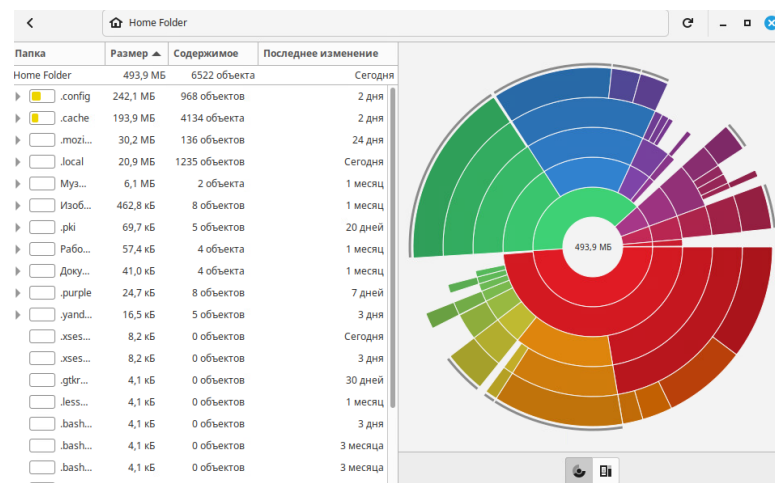 Home Folder
Папка Размер Содержимое Последнее изменение
Home Folder 493,9 МБ 6522 объекта Сегодня
.config 242,1 МБ 968 объектов 2 дня
.cache 193,9 МБ 4134 объекта 2 дня
.mozi... 30,2 МБ 136 объектов 24 дня
.local 20,9 МБ 1235 объектов Сегодня
Муз... 6,1 МБ 2 объекта 1 месяц
Изоб... 462,8 кБ 8 объектов 1 месяц
.pki 69,7 кБ 5 объектов 20 дней
Рабо... 57,4 кБ 4 объекта 1 месяц
Доку... 41,0 кБ 4 объекта 1 месяц
.purple 24,7 кБ 8 объектов 7 дней
.yand... 16,5 кБ 5 объектов 3 дня
.xses... 8,2 кБ 0 объектов Сегодня
.xses... 8,2 кБ 0 объектов 3 дня
.gtkr... 4,1 кБ 0 объектов 30 дней
.less... 4,1 кБ 0 объектов 1 месяц
.bash... 4,1 кБ 0 объектов 3 дня
.bash... 4,1 кБ 0 объектов 3 месяца
.bash... 4,1 кБ 0 объектов 3 месяца
493,9 МБ